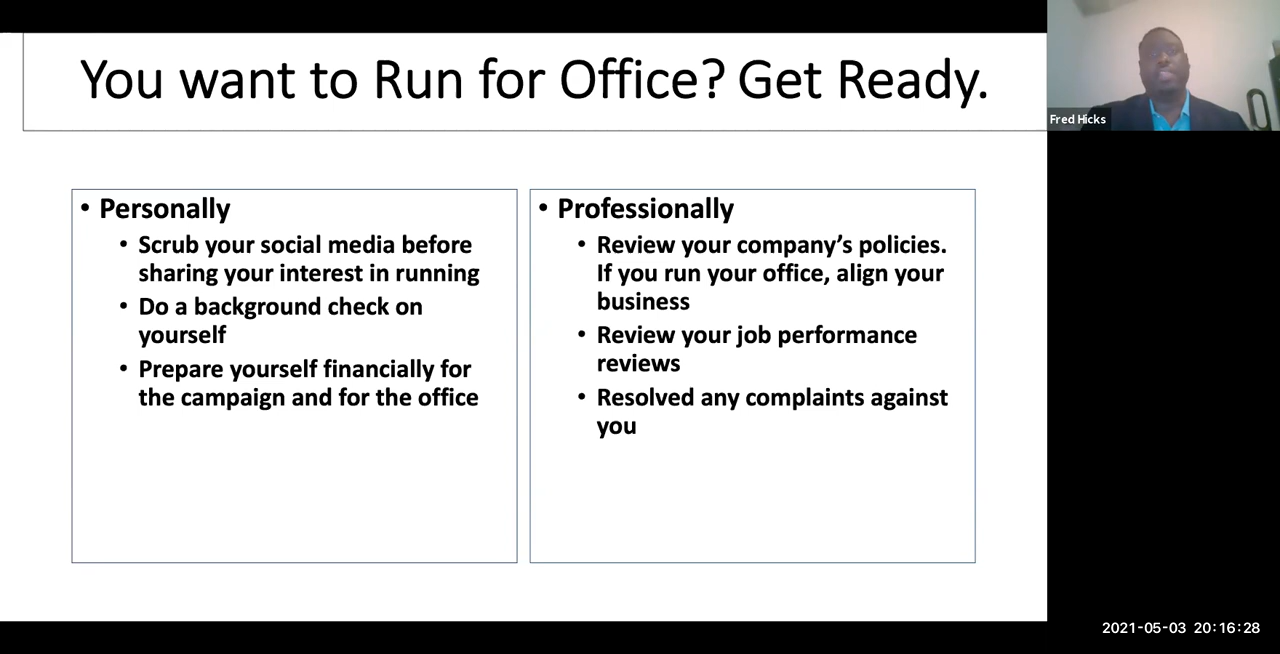 You want to Run for Office? Get Ready.
Fred Hicks
• Personally
• Scrub your social media before
sharing your interest in running
• Do a background check on
yourself
• Prepare yourself financially for
the campaign and for the office
• Professionally
• Review your company’s policies.
If you run your office, align your
business
• Review your job performance
reviews
• Resolved any complaints against
you
2021-05-03 20:16:28